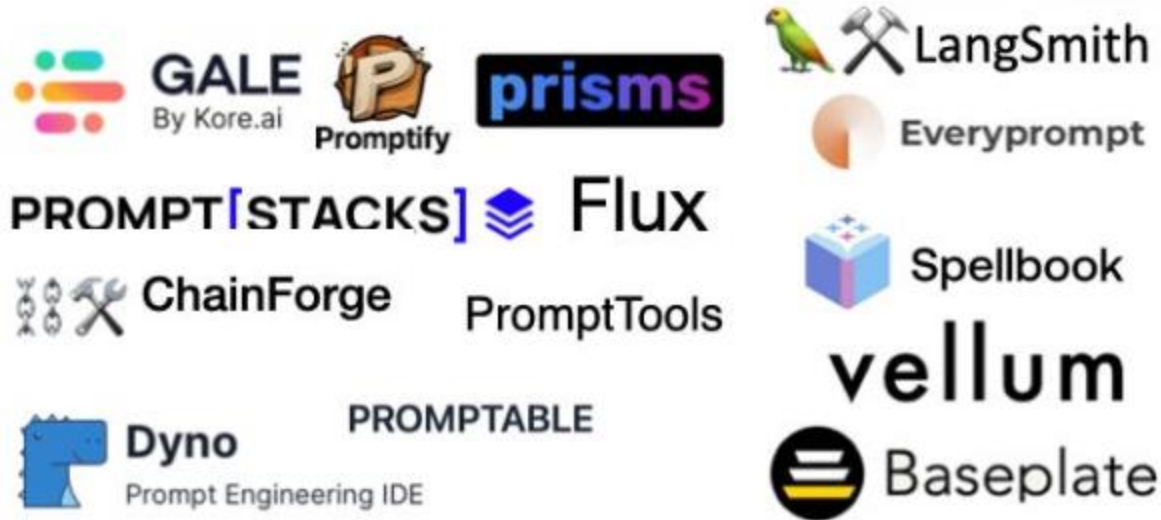 GALE
By Kore.ai
Promptify
prisms
LangSmith
Everyprompt
PROMPT[STACKS]
Flux
Spellbook
ChainForge
PromptTools
vellum
PROMPTABLE
Dyno
Prompt Engineering IDE
Baseplate